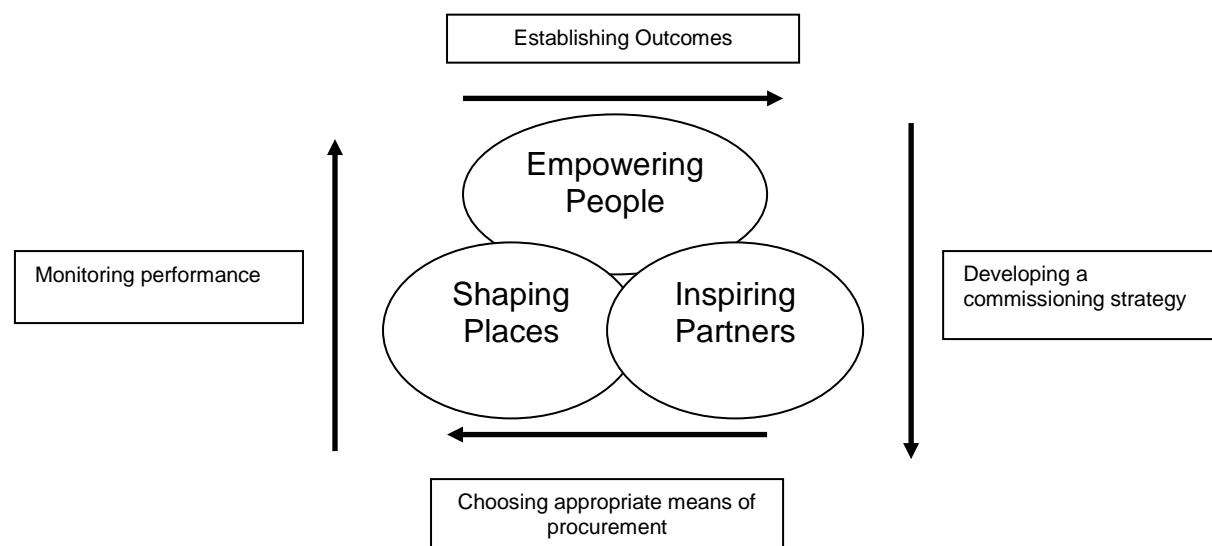 Establishing Outcomes
Empowering
People
Monitoring performance
Shaping
Places
Inspiring
Partners
Developing a
commissioning strategy
Choosing appropriate means of
procurement